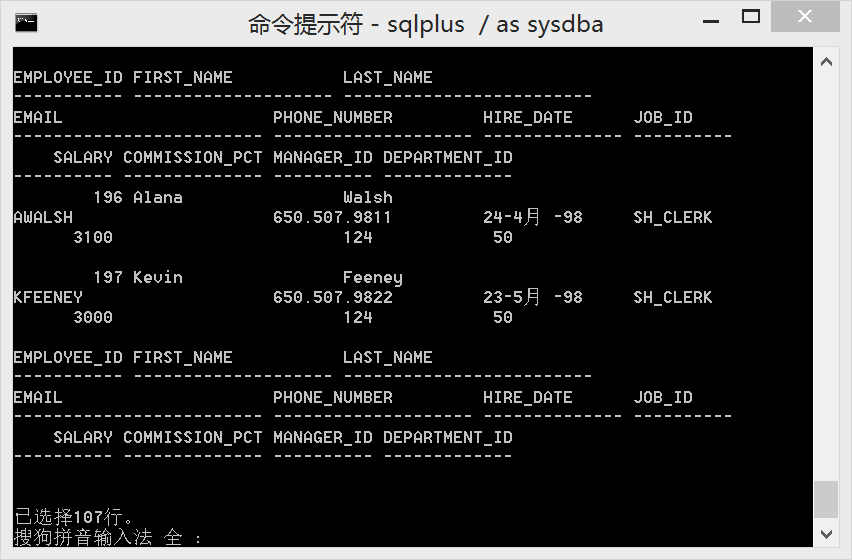 命令提示符 - sqlplus  / as sysdba
EMPLOYEE_ID FIRST_NAME           LAST_NAME
----------- -------------------- -------------------------
EMAIL                     PHONE_NUMBER         HIRE_DATE      JOB_ID
------------------------- -------------------- -------------- ----------
    SALARY COMMISSION_PCT MANAGER_ID DEPARTMENT_ID
---------- -------------- ---------- -------------
        196 Alana                Walsh
AWALSH                    650.507.9811         24-4月 -98     SH_CLERK
      3100                       124            50
        197 Kevin                Feeney
KFEENEY                   650.507.9822         23-5月 -98     SH_CLERK
      3000                       124            50
EMPLOYEE_ID FIRST_NAME           LAST_NAME
----------- -------------------- -------------------------
EMAIL                     PHONE_NUMBER         HIRE_DATE      JOB_ID
------------------------- -------------------- -------------- ----------
    SALARY COMMISSION_PCT MANAGER_ID DEPARTMENT_ID
---------- -------------- ---------- -------------
已选择107行。
搜狗拼音输入法 全 :